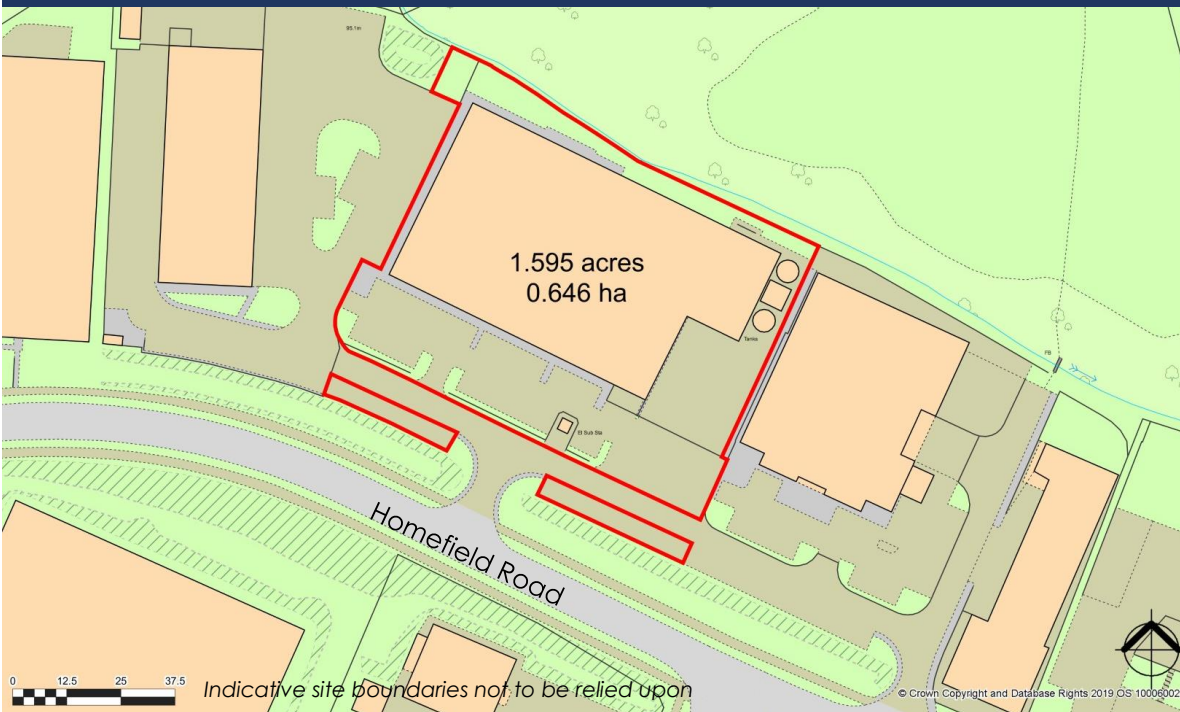 95.1m
1.595 acres
0.646 ha
Tanks
FB
El Sub Sta
Homefield Road
0 12.5 25 37.5
Indicative site boundaries not to be relied upon
© Crown Copyright and Database Rights 2019 OS 10006002